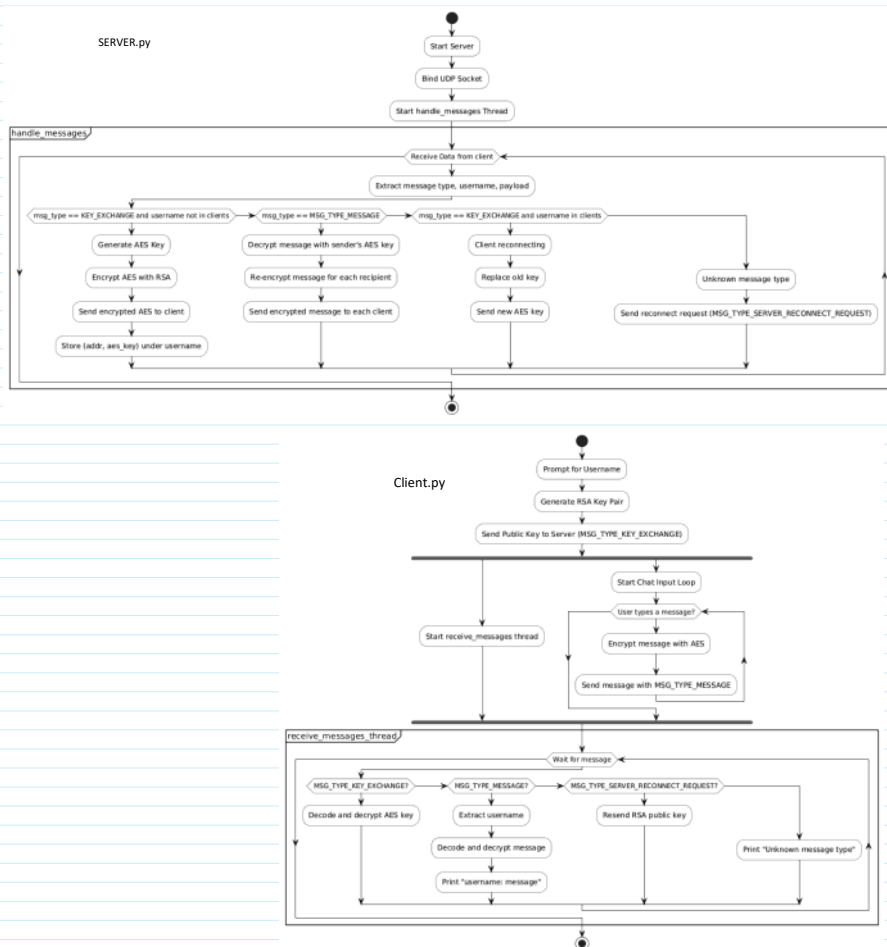 SERVER.py
Start Server
Bind UDP Socket
Start handle_messages Thread
handle_messages
Receive Data from client
Extract message type, username, payload
msg_type == KEY_EXCHANGE and username not in clients
msg_type == MSG_TYPE_MESSAGE
msg_type == KEY_EXCHANGE and username in clients
Generate AES Key
Decrypt message with sender's AES key
Client reconnecting
Encrypt AES with RSA
Re-encrypt message for each recipient
Replace old key
Unknown message type
Send encrypted AES to client
Send encrypted message to each client
Send new AES key
Send reconnect request (MSG_TYPE_SERVER_RECONNECT_REQUEST)
Store (addr, aes_key) under username
Client.py
Prompt for Username
Generate RSA Key Pair
Send Public Key to Server (MSG_TYPE_KEY_EXCHANGE)
Start Chat Input Loop
User types a message?
Start receive_messages thread
Encrypt message with AES
Send message with MSG_TYPE_MESSAGE
receive_messages_thread
Wait for message
MSG_TYPE_KEY_EXCHANGE?
MSG_TYPE_MESSAGE?
MSG_TYPE_SERVER_RECONNECT_REQUEST?
Decode and decrypt AES key
Extract username
Resend RSA public key
Decode and decrypt message
Print "Unknown message type"
Print "username: message"